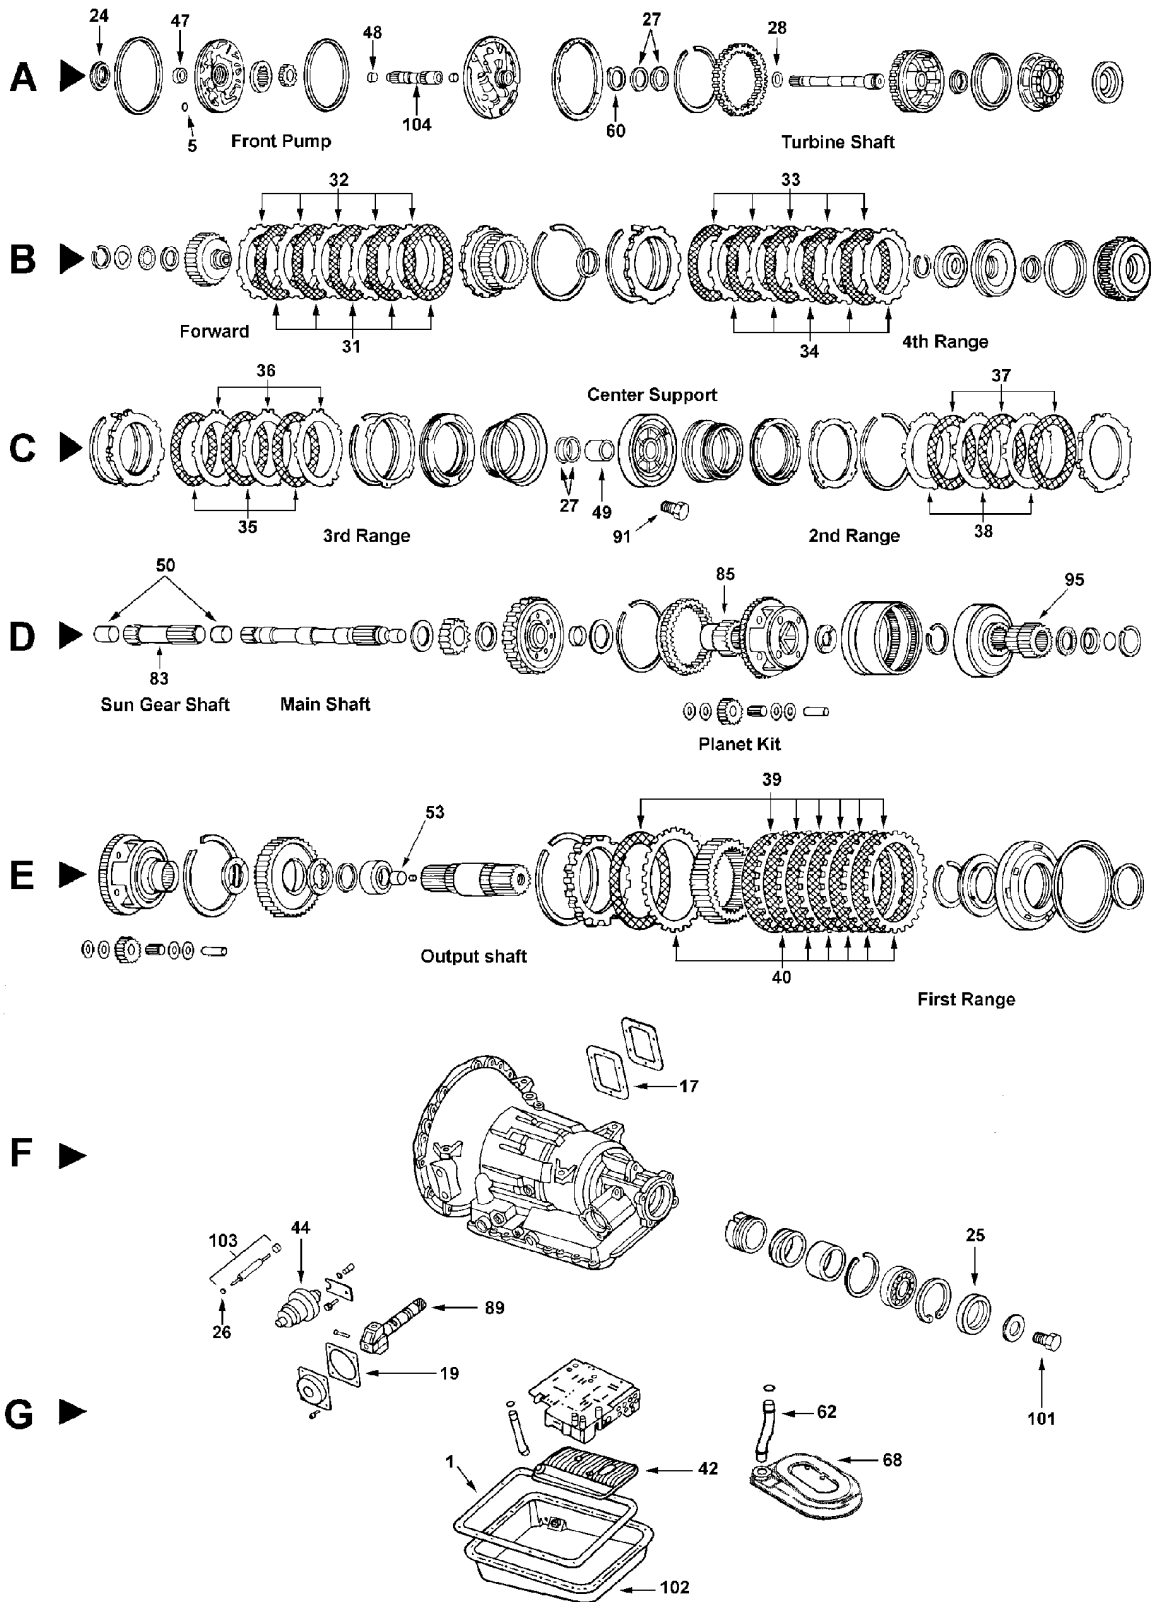 24
47
48
27
28
A
5
Front Pump
104
60
Turbine Shaft
32
33
B
Forward
31
34
4th Range
36
Center Support
37
C
35
3rd Range
27
49
91
2nd Range
38
50
85
95
D
83
Sun Gear Shaft
Main Shaft
Planet Kit
39
53
E
Output shaft
40
First Range
17
F
103
44
25
26
89
19
101
G
62
1
42
68
102